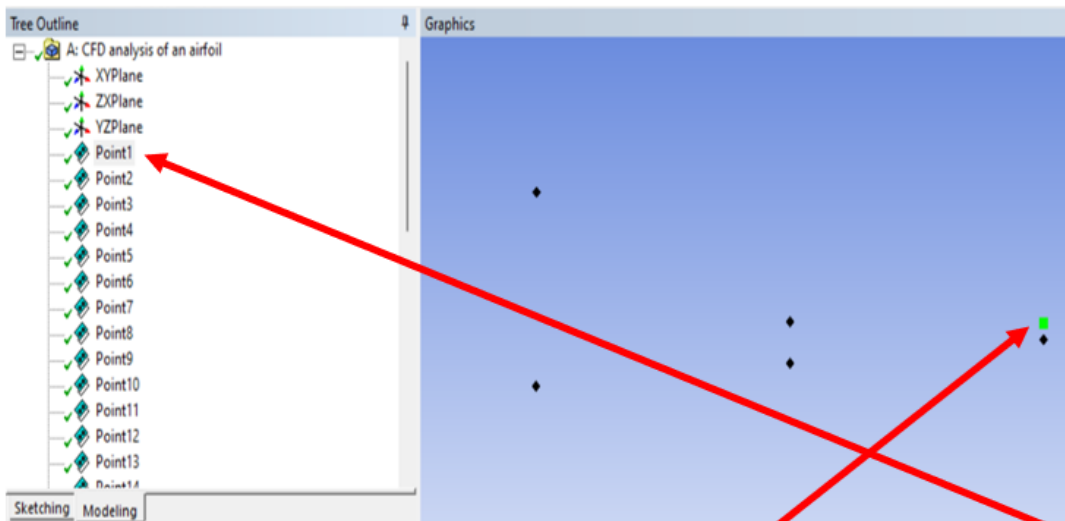 Tree Outline
Graphics
A: CFD analysis of an airfoil
XYPlane
ZXPlane
YZPlane
Point1
Point2
Point3
Point4
Point5
Point6
Point7
Point8
Point9
Point10
Point11
Point12
Point13
Point14
Sketching Modeling